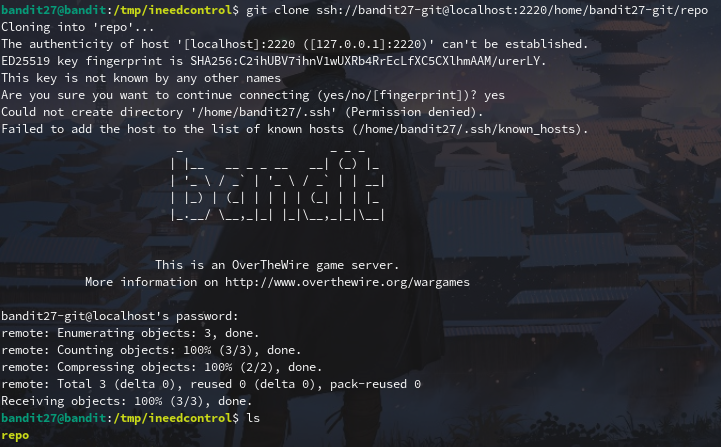 bandit27@bandit:/tmp/ineedcontrol$ git clone ssh://bandit27-git@localhost:2220/home/bandit27-git/repo
Cloning into 'repo'...
The authenticity of host '[localhost]:2220 ([127.0.0.1]:2220)' can't be established.
ED25519 key fingerprint is SHA256:C2ihUBV7ihnV1wUXRb4RrEcLfXC5CXlhmAAM/urerLY.
This key is not known by any other names
Are you sure you want to continue connecting (yes/no/[fingerprint])? yes
Could not create directory '/home/bandit27/.ssh' (Permission denied).
Failed to add the host to the list of known hosts (/home/bandit27/.ssh/known_hosts).
                         _                     _ _ _
                        | |__   __ _ _ __   __| (_) |_
                        | '_ \ / _` | '_ \ / _` | | __|
                        | |_) | (_| | | | | (_| | | |_
                        |_.__/ \__,_|_| |_|\__,_|_|\__|
                      This is an OverTheWire game server.
            More information on http://www.overthewire.org/wargames
bandit27-git@localhost's password:
remote: Enumerating objects: 3, done.
remote: Counting objects: 100% (3/3), done.
remote: Compressing objects: 100% (2/2), done.
remote: Total 3 (delta 0), reused 0 (delta 0), pack-reused 0
Receiving objects: 100% (3/3), done.
bandit27@bandit:/tmp/ineedcontrol$ ls
repo